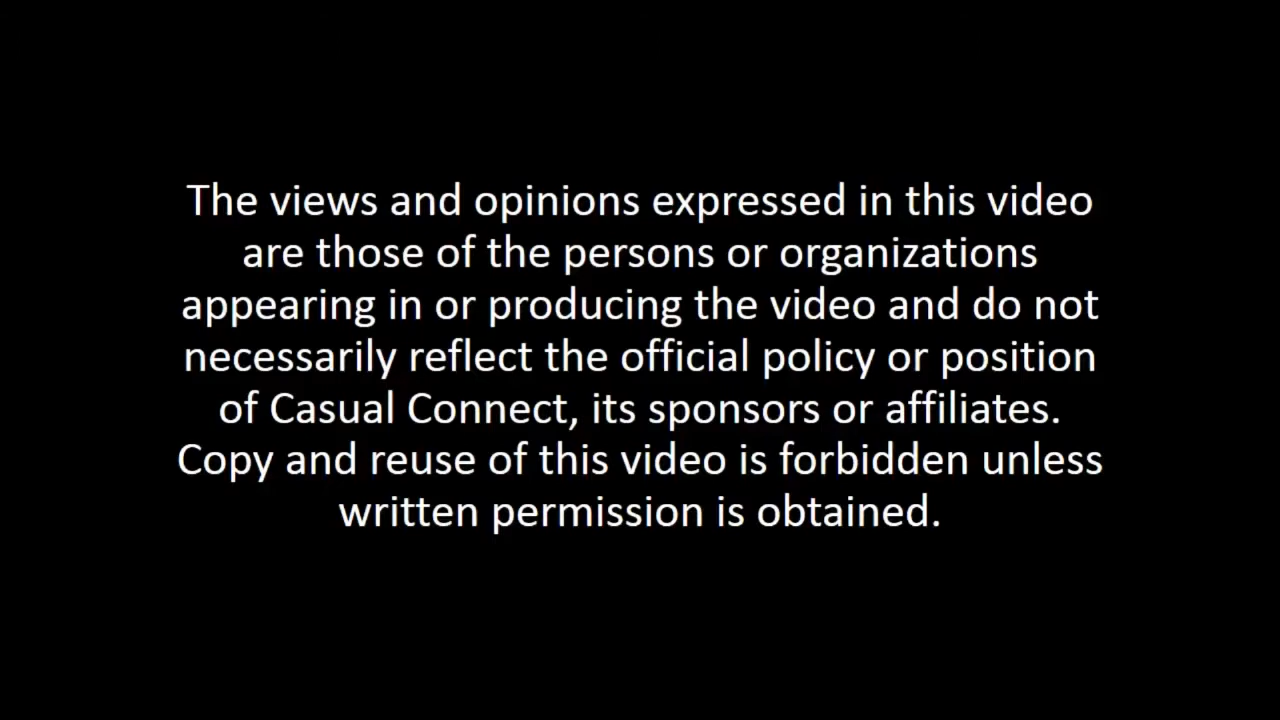 The views and opinions expressed in this video
are those of the persons or organizations
appearing in or producing the video and do not
necessarily reflect the official policy or position
of Casual Connect, its sponsors or affiliates.
Copy and reuse of this video is forbidden unless
written permission is obtained.